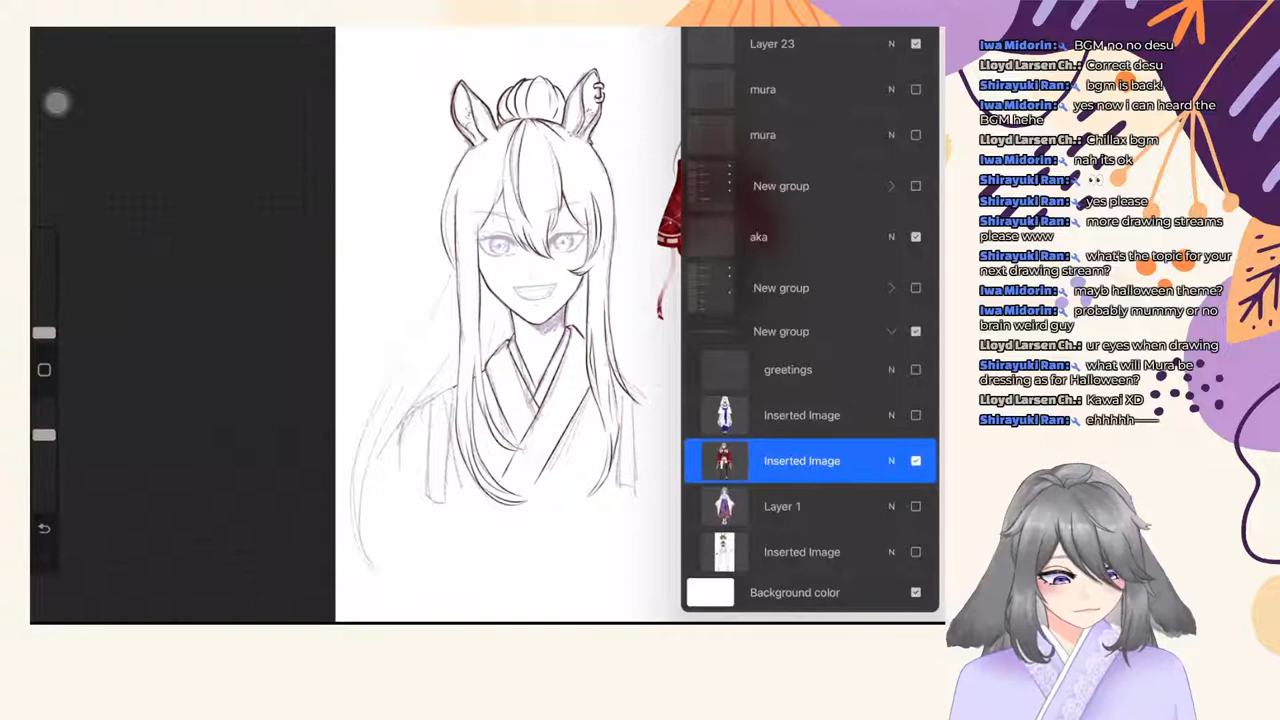 Layer 23 N
mura N
mura N
New group
aka N
New group
New group
greetings N
Inserted Image N
Inserted Image N
Layer 1 N
Inserted Image N
Background color
Iwa Midorin: BGM no no desu
Lloyd Larsen Ch.: Correct desu
Shirayuki Ran: bgm is back!
Iwa Midorin: yes now i can heard the
BGM hehe
Lloyd Larsen Ch.: Chillax bgm
Iwa Midorin: nah its ok
Shirayuki Ran: 👀
Shirayuki Ran: yes please
Shirayuki Ran: more drawing streams
please www
Shirayuki Ran: what's the topic for your
next drawing stream?
Iwa Midorin: mayb halloween theme?
Iwa Midorin: probably mummy or no
brain weird guy
Lloyd Larsen Ch.: ur eyes when drawing
Shirayuki Ran: what will Mura be
dressing as for Halloween?
Lloyd Larsen Ch.: Kawai XD
Shirayuki Ran: ehhhhh——